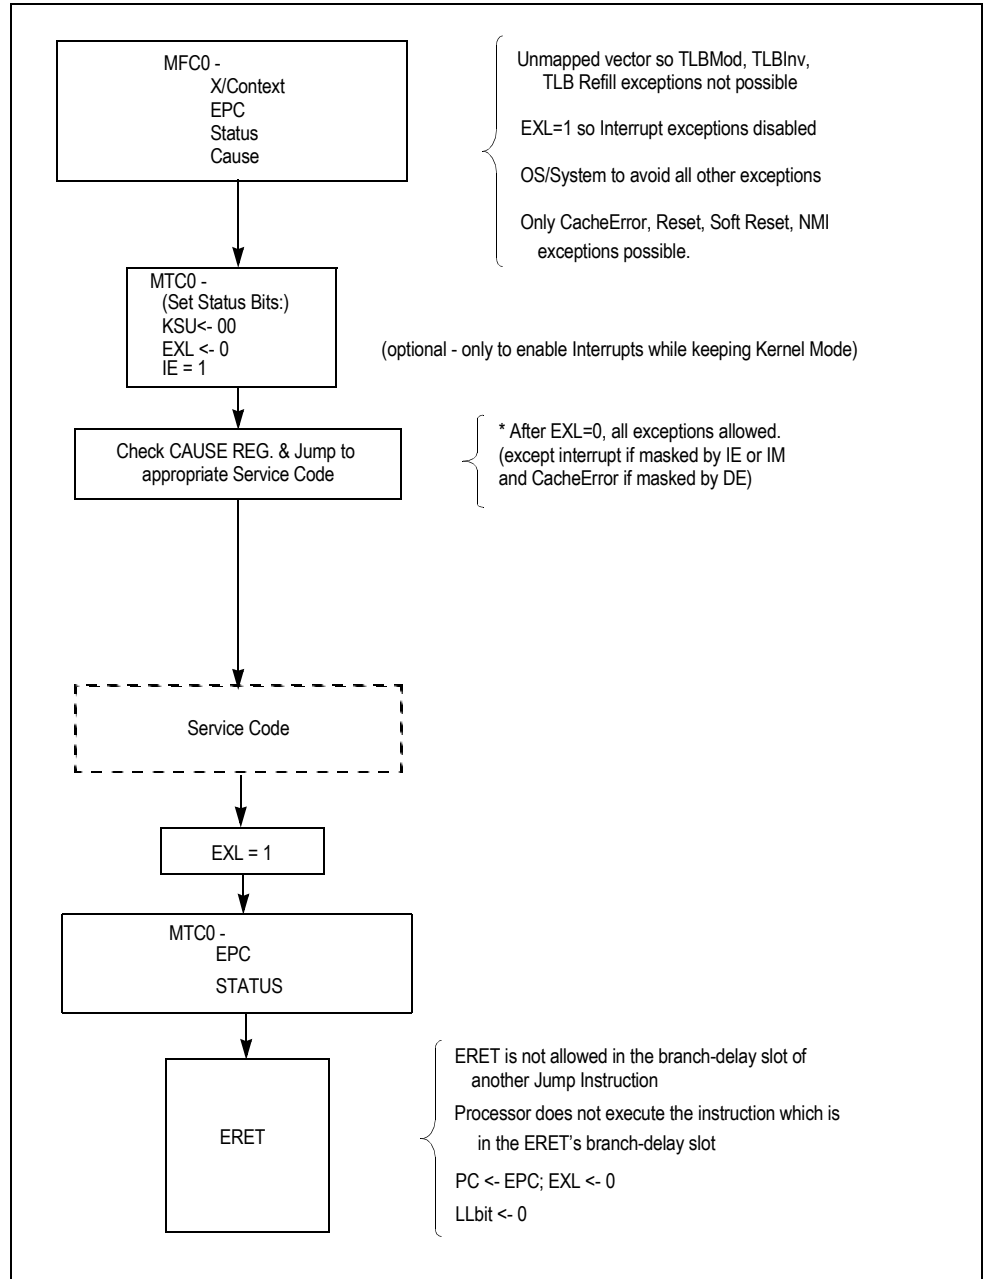 MFC0 -
X/Context
EPC
Status
Cause
Unmapped vector so TLBMod, TLBInv,
TLB Refill exceptions not possible
EXL=1 so Interrupt exceptions disabled
OS/System to avoid all other exceptions
Only CacheError, Reset, Soft Reset, NMI
exceptions possible.
MTC0 -
(Set Status Bits:)
KSU<- 00
EXL <- 0
IE = 1
(optional - only to enable Interrupts while keeping Kernel Mode)
Check CAUSE REG. & Jump to
appropriate Service Code
* After EXL=0, all exceptions allowed.
(except interrupt if masked by IE or IM
and CacheError if masked by DE)
Service Code
EXL = 1
MTC0 -
EPC
STATUS
ERET
ERET is not allowed in the branch-delay slot of
another Jump Instruction
Processor does not execute the instruction which is
in the ERET's branch-delay slot
PC <- EPC; EXL <- 0
LLbit <- 0